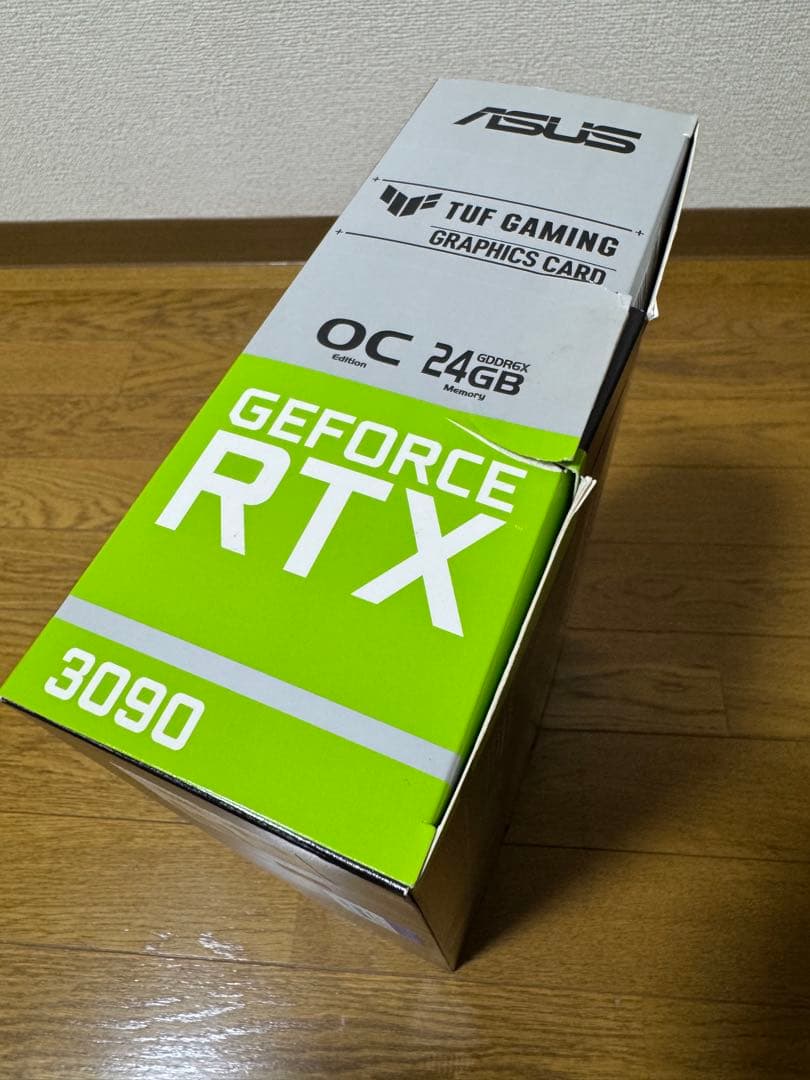 ASUS
TUF GAMING
GRAPHICS CARD
OC
Edition
24GB
GDDR6X
Memory
GEFORCE
RTX
3090